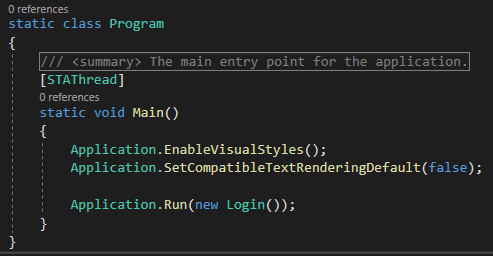 0 references
static class Program
{
/// <summary> The main entry point for the application.
[STAThread]
0 references
static void Main()
{
Application.EnableVisualStyles();
Application.SetCompatibleTextRenderingDefault(false);
Application.Run(new Login());
}
}